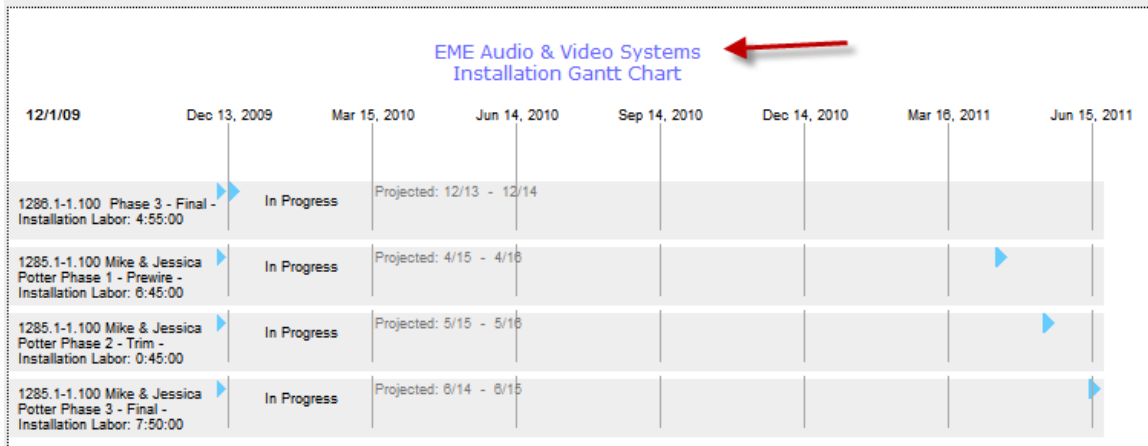 EME Audio & Video Systems
Installation Gantt Chart
12/1/09 Dec 13, 2009 Mar 15, 2010 Jun 14, 2010 Sep 14, 2010 Dec 14, 2010 Mar 16, 2011 Jun 15, 2011
1286.1-1.100 Phase 3 - Final -
Installation Labor: 4:55:00
In Progress
Projected: 12/13 - 12/14
1285.1-1.100 Mike & Jessica
Potter Phase 1 - Prewire -
Installation Labor: 6:45:00
In Progress
Projected: 4/15 - 4/16
1285.1-1.100 Mike & Jessica
Potter Phase 2 - Trim -
Installation Labor: 0:45:00
In Progress
Projected: 5/15 - 5/16
1285.1-1.100 Mike & Jessica
Potter Phase 3 - Final -
Installation Labor: 7:50:00
In Progress
Projected: 6/14 - 6/15